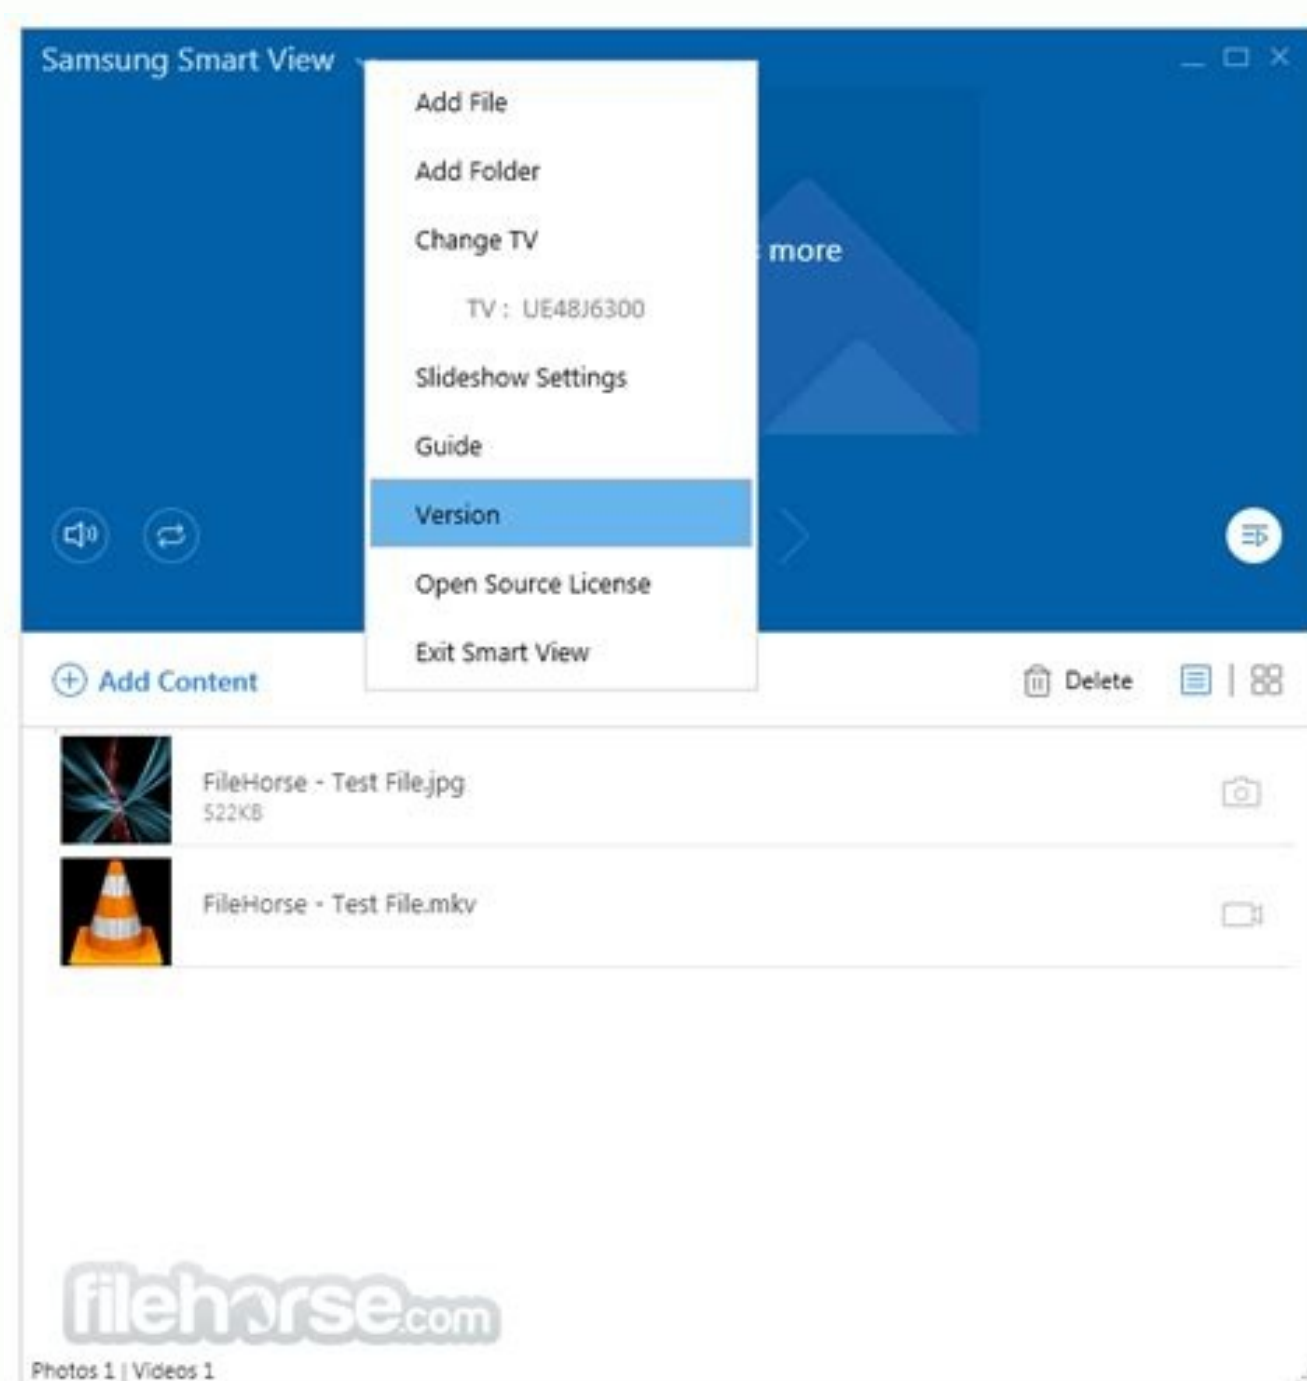 Samsung Smart View
Add File
Add Folder
Change TV
TV : UE48J6300
Slideshow Settings
Guide
Version
Open Source License
Exit Smart View
more
Add Content
Delete
FileHorse - Test File.jpg
522KB
FileHorse - Test File.mkv
filehorse.com
Photos 1 | Videos 1